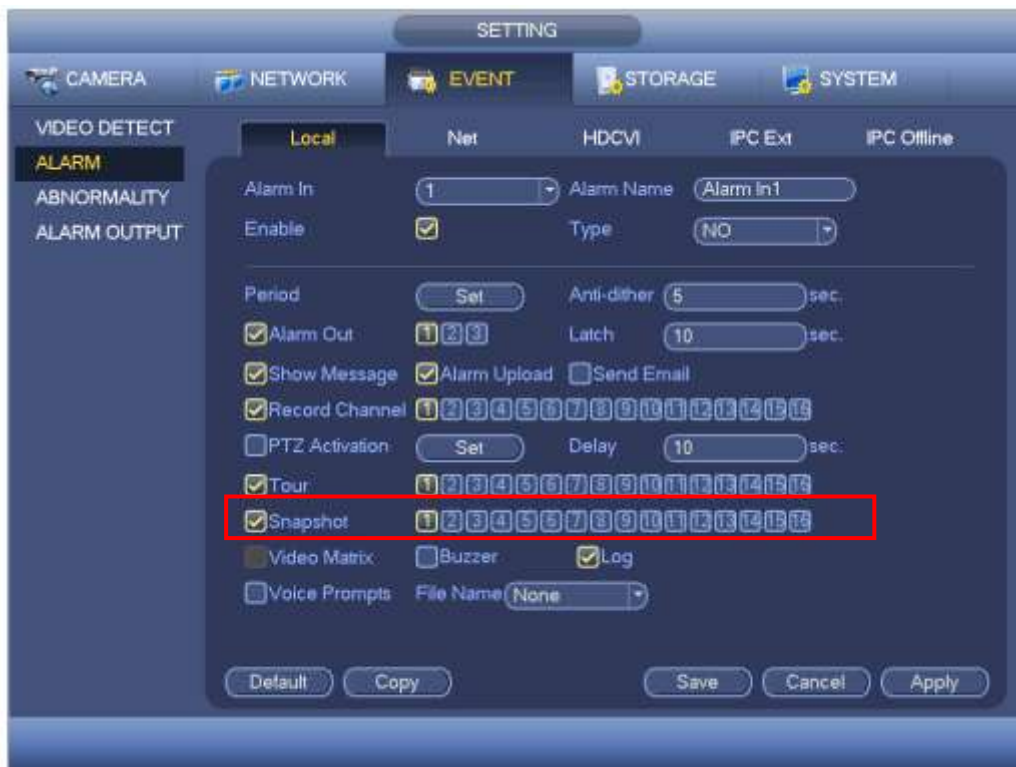 SETTING
CAMERA NETWORK EVENT STORAGE SYSTEM
VIDEO DETECT
ALARM
ABNORMALITY
ALARM OUTPUT
Local Net HDCVI IPC Ext IPC Offline
Alarm In 1 Alarm Name Alarm In1
Enable Type NO
Period Set Anti-dither 5 sec.
Alarm Out 1 2 3 Latch 10 sec.
Show Message Alarm Upload Send Email
Record Channel 1 2 3 4 5 6 7 8 9 10 11 12 13 14 15 16
PTZ Activation Set Delay 10 sec.
Tour 1 2 3 4 5 6 7 8 9 10 11 12 13 14 15 16
Snapshot 1 2 3 4 5 6 7 8 9 10 11 12 13 14 15 16
Video Matrix Buzzer Log
Voice Prompts File Name None
Default Copy Save Cancel Apply